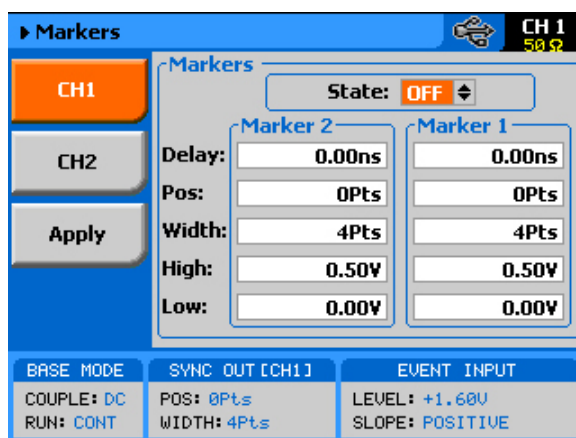 Markers
CH 1
50 Ω
CH1
CH2
Apply
Markers
State: OFF
Marker 2 Marker 1
Delay: 0.00ns 0.00ns
Pos: 0Pts 0Pts
Width: 4Pts 4Pts
High: 0.50V 0.50V
Low: 0.00V 0.00V
BASE MODE
COUPLE: DC
RUN: CONT
SYNC OUT [CH1]
POS: 0Pts
WIDTH: 4Pts
EVENT INPUT
LEVEL: +1.60V
SLOPE: POSITIVE